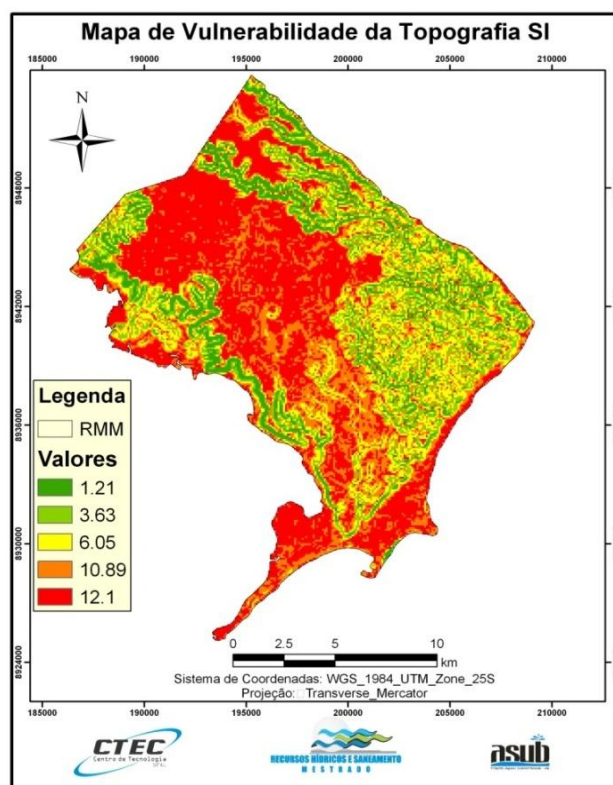 Mapa de Vulnerabilidade da Topografia SI
185000 190000 195000 200000 205000 210000
N
8948000
8942000
8936000
8930000
8924000
Legenda
RMM
Valores
1.21
3.63
6.05
10.89
12.1
0 2.5 5 10
km
Sistema de Coordenadas: WGS_1984_UTM_Zone_25S
Projeção: Transverse_Mercator
185000 190000 195000 200000 205000 210000
CTEC
Centro de Tecnologia
RECURSOS HÍDRICOS E SANEAMENTO
MESTRADO
asub